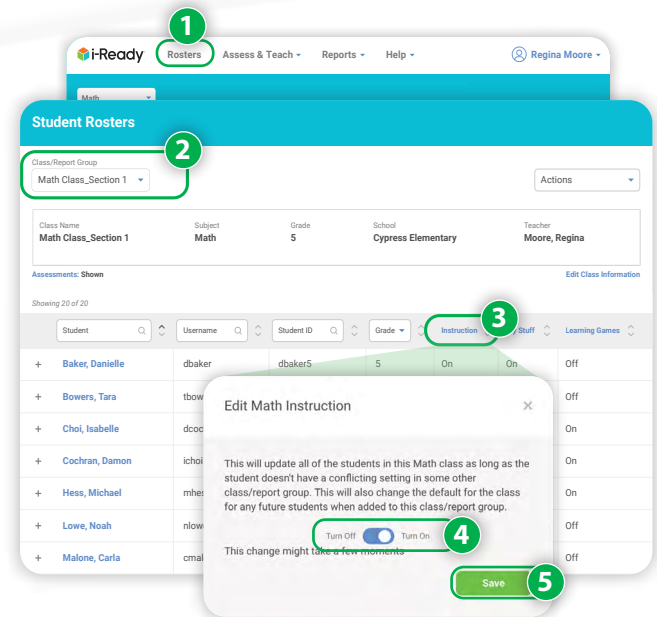 1
i-Ready Rosters Assess & Teach Reports Help Regina Moore
Math
Student Rosters
2
Class/Report Group
Math Class_Section 1 Actions
Class Name Subject Grade School Teacher
Math Class_Section 1 Math 5 Cypress Elementary Moore, Regina
Assessments: Shown Edit Class Information
Showing 20 of 20
3
Student Username Student ID Grade Instruction Stuff Learning Games
+ Baker, Danielle dbaker dbaker5 5 On On Off
+ Bowers, Tara tbow Off
+ Choi, Isabelle dcoc On
+ Cochran, Damon ichoi On
+ Hess, Michael mhes On
+ Lowe, Noah nlow Off
+ Malone, Carla cmal Off
Edit Math Instruction
This will update all of the students in this Math class as long as the
student doesn't have a conflicting setting in some other
class/report group. This will also change the default for the class
for any future students when added to this class/report group.
Turn Off Turn On 4
This change might take a few moments
Save 5